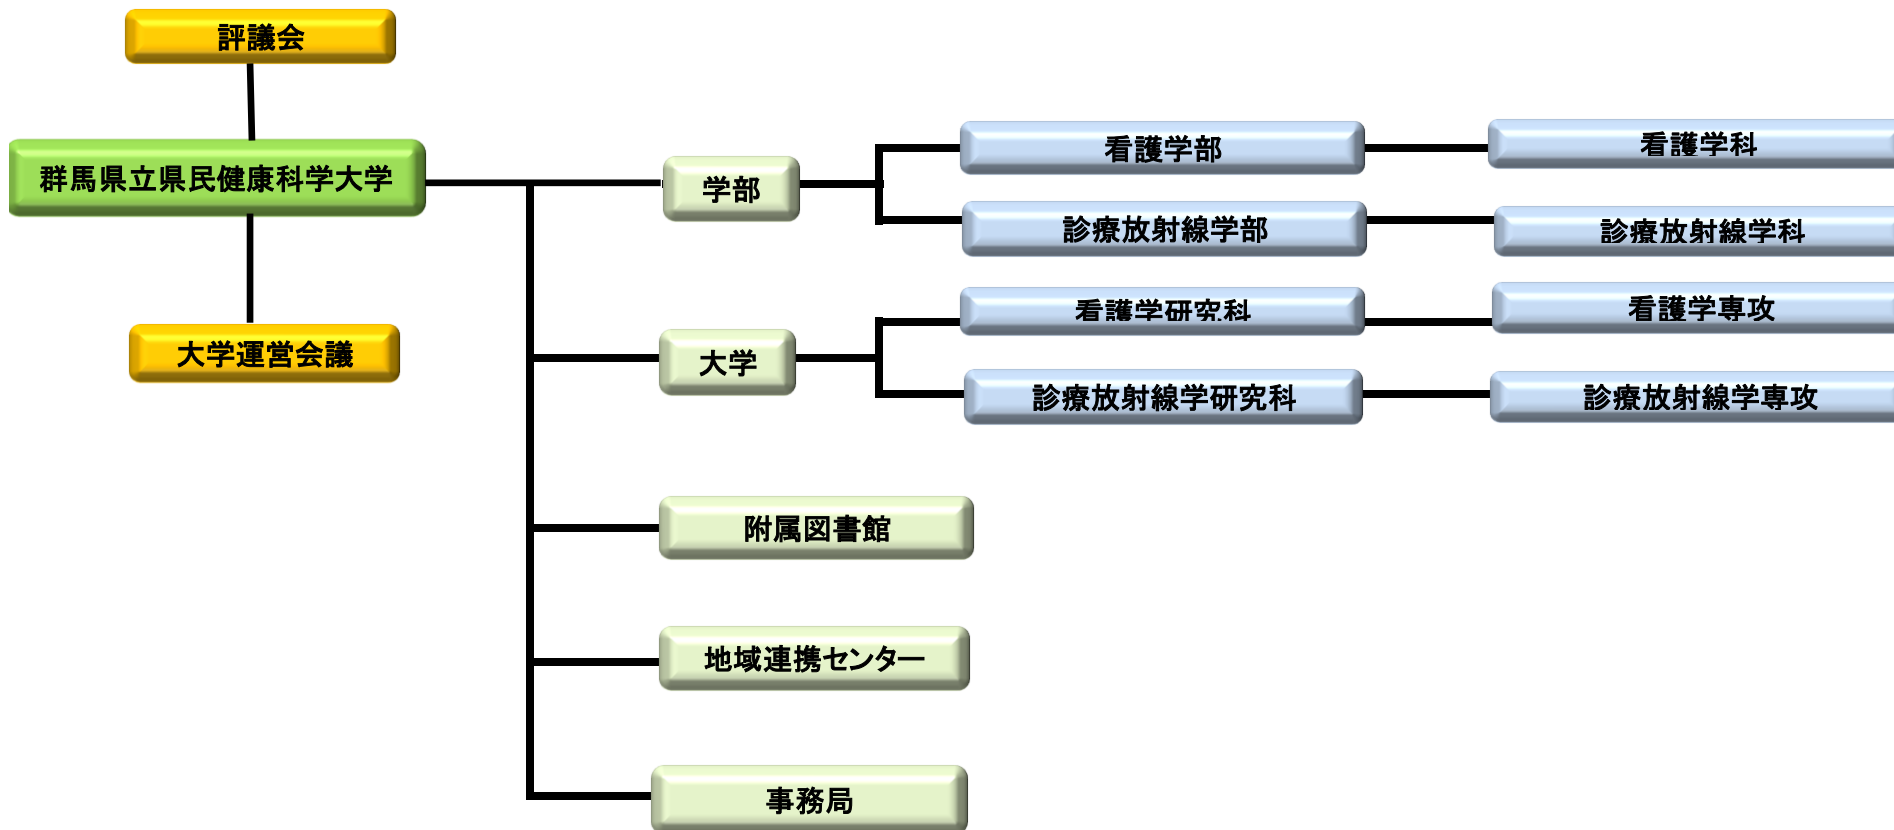 評議会
群馬県立県民健康科学大学
大学運営会議
学部
看護学部
看護学科
診療放射線学部
診療放射線学科
大学
看護学研究科
看護学専攻
診療放射線学研究科
診療放射線学専攻
附属図書館
地域連携センター
事務局